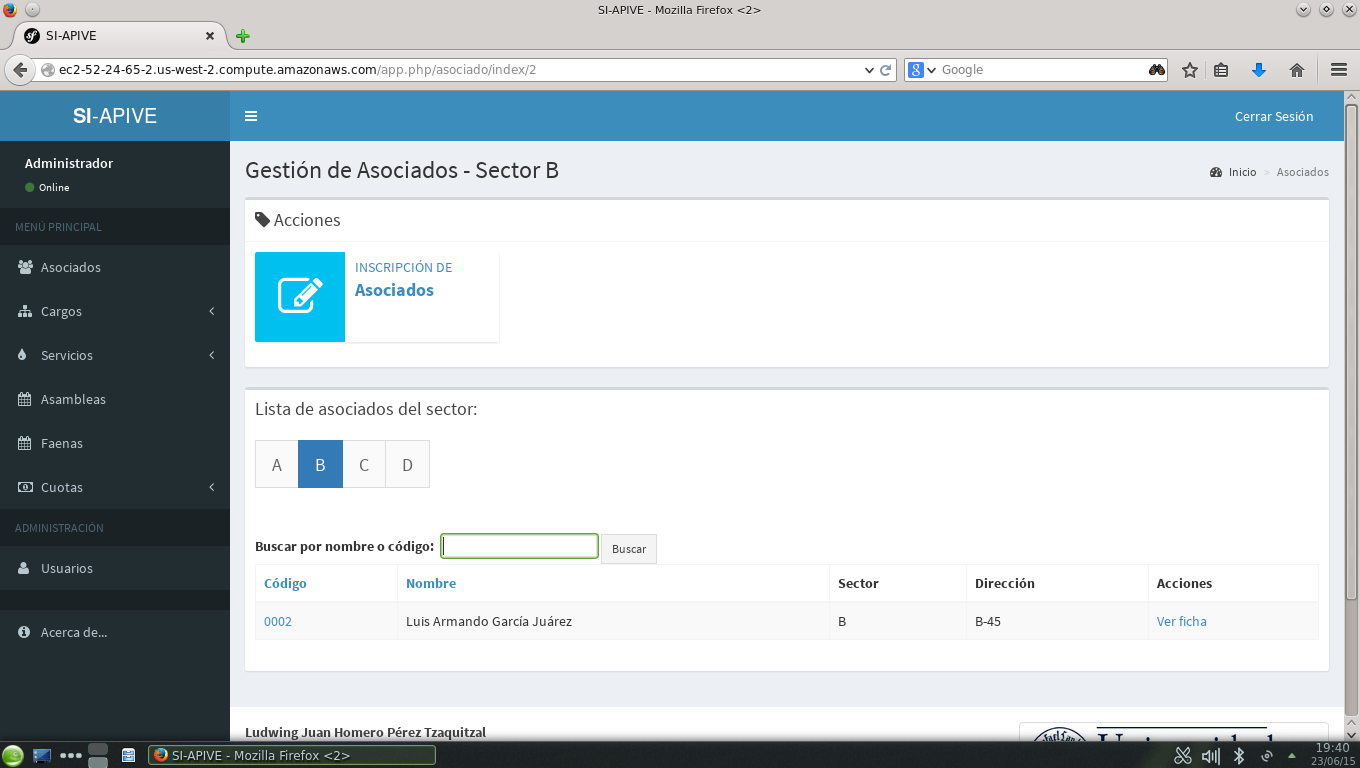 SI-APIVE - Mozilla Firefox <2>
SI-APIVE
ec2-52-24-65-2.us-west-2.compute.amazonaws.com/app.php/asociado/index/2
Google
SI-APIVE
Cerrar Sesión
Administrador
Online
MENÚ PRINCIPAL
Asociados
Cargos
Servicios
Asambleas
Faenas
Cuotas
ADMINISTRACIÓN
Usuarios
Acerca de...
Gestión de Asociados - Sector B
Inicio > Asociados
Acciones
INSCRIPCIÓN DE
Asociados
Lista de asociados del sector:
A B C D
Buscar por nombre o código: Buscar
Código Nombre Sector Dirección Acciones
0002 Luis Armando García Juárez B B-45 Ver ficha
Ludwing Juan Homero Pérez Tzaquitzal
SI-APIVE - Mozilla Firefox <2>
19:40
23/06/15